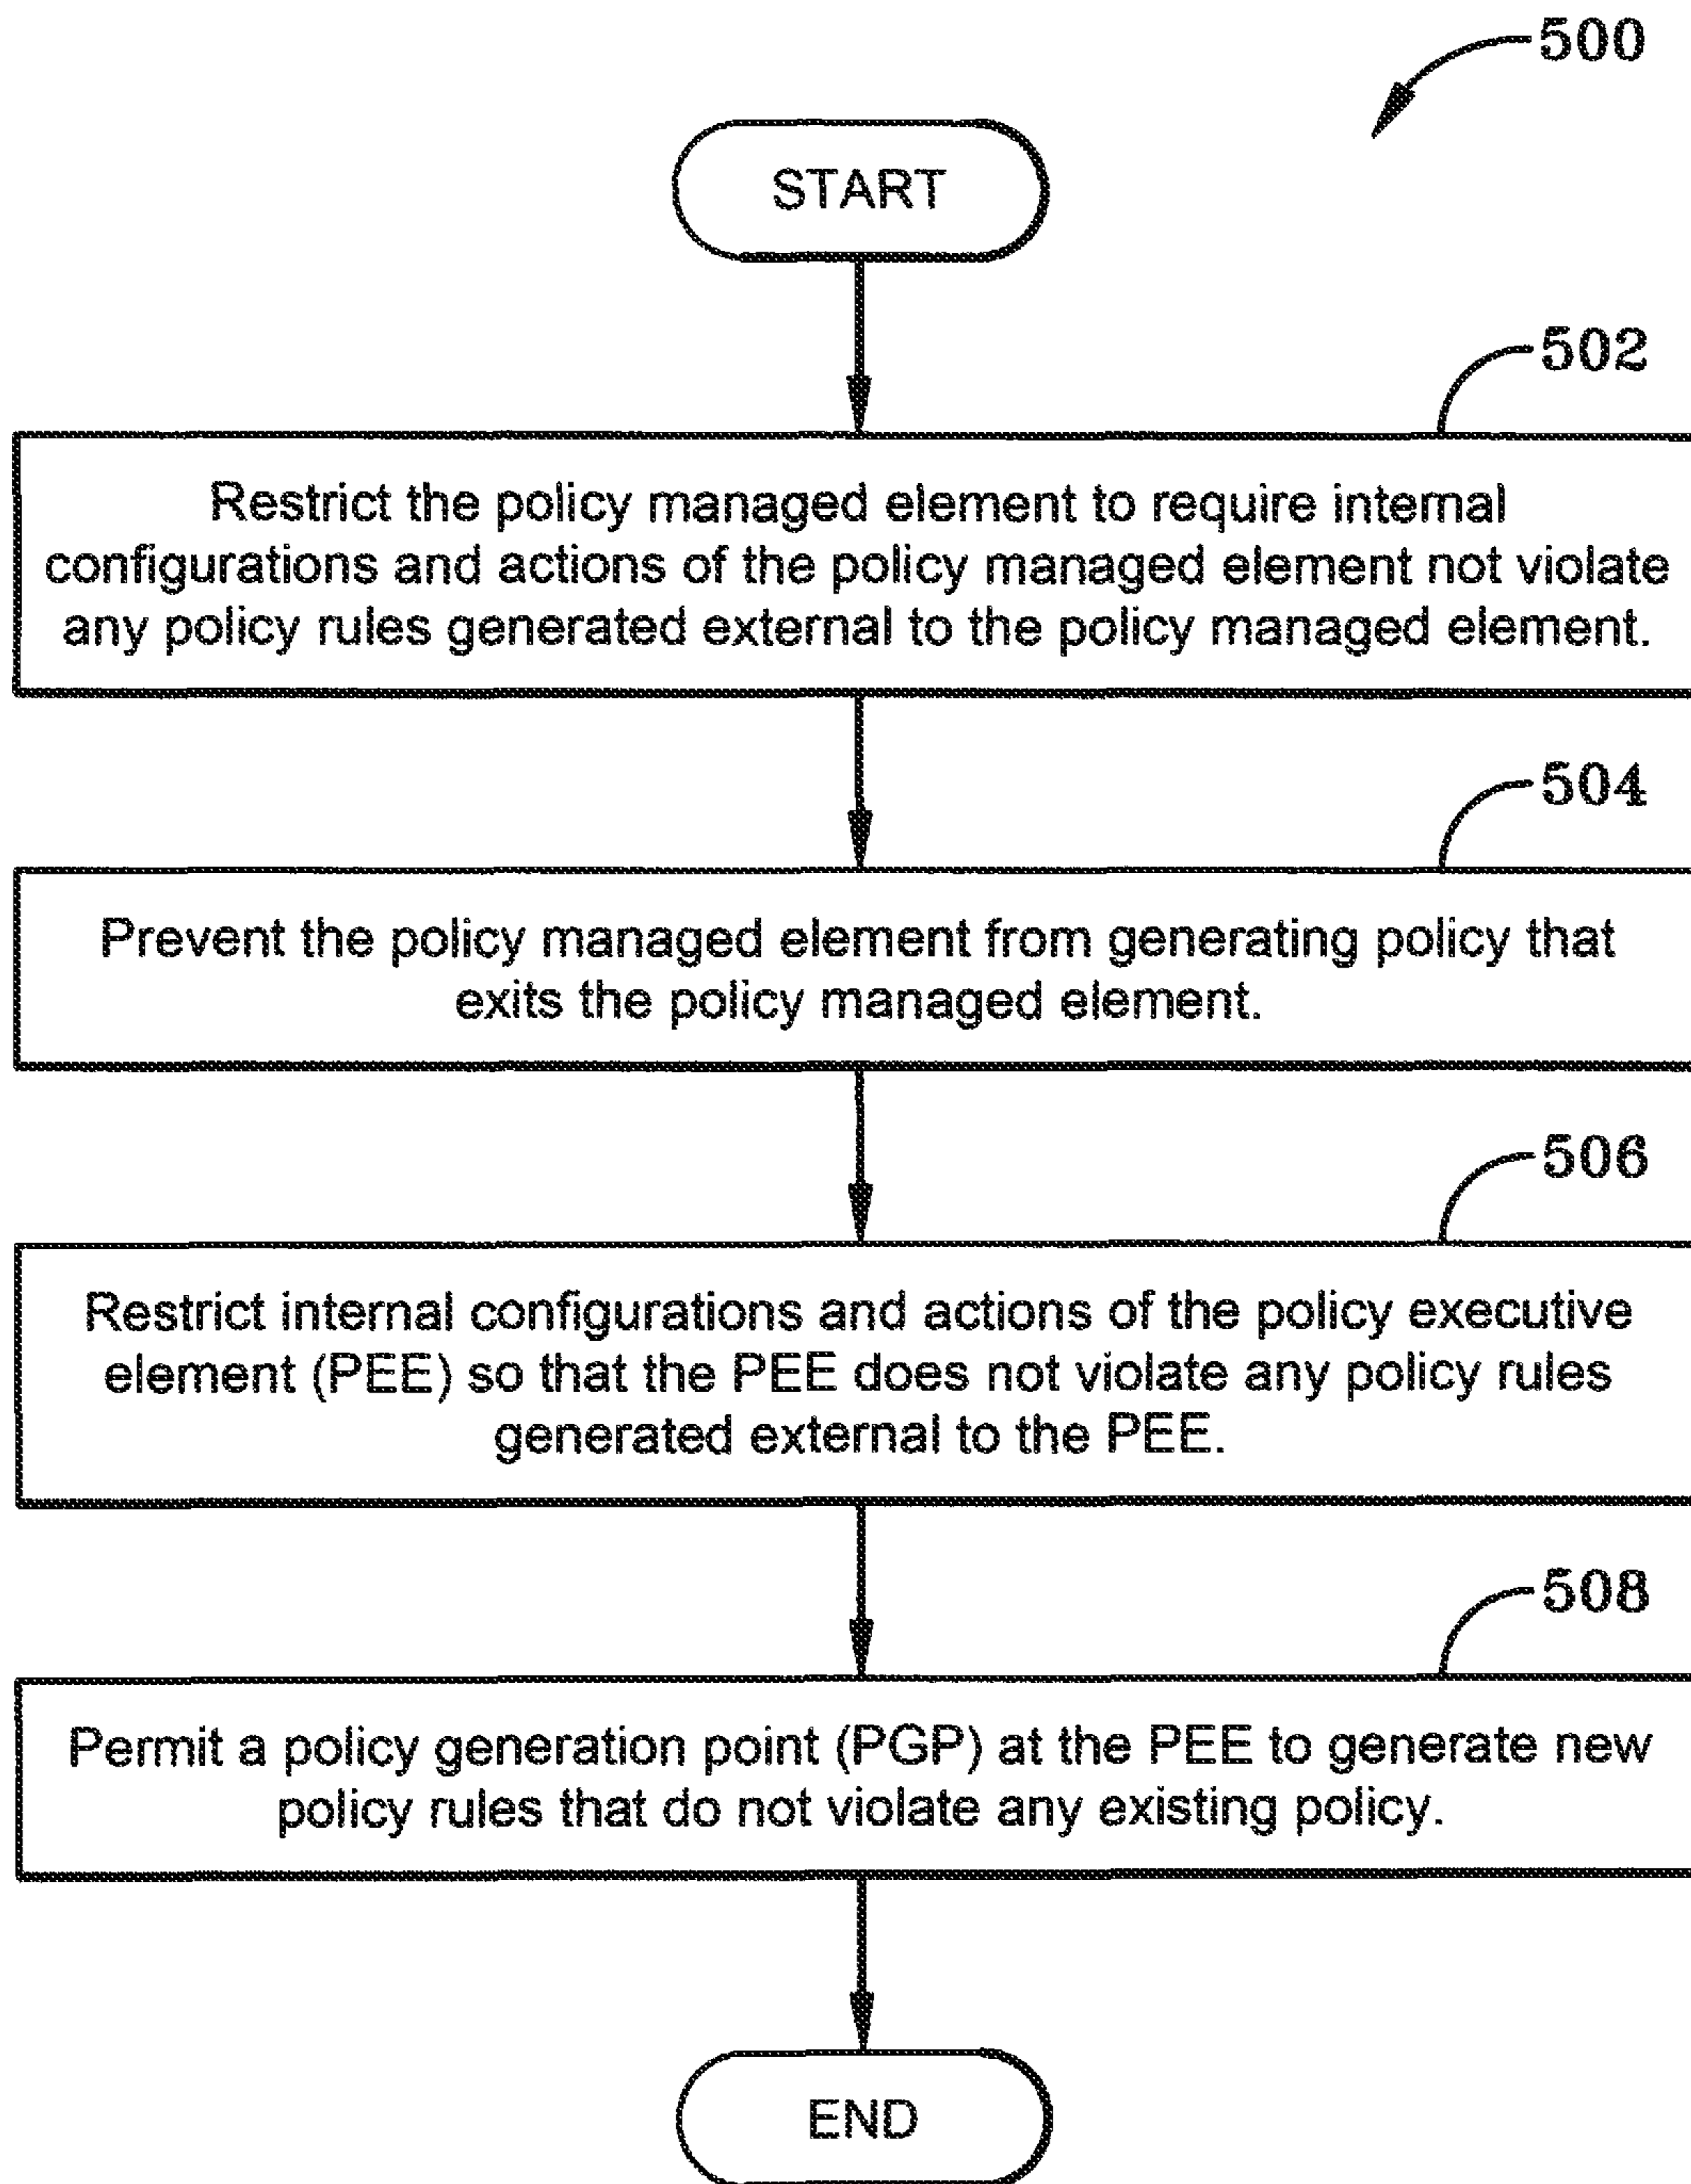 500
START
502
Restrict the policy managed element to require internal
configurations and actions of the policy managed element not violate
any policy rules generated external to the policy managed element.
504
Prevent the policy managed element from generating policy that
exits the policy managed element.
506
Restrict internal configurations and actions of the policy executive
element (PEE) so that the PEE does not violate any policy rules
generated external to the PEE.
508
Permit a policy generation point (PGP) at the PEE to generate new
policy rules that do not violate any existing policy.
END